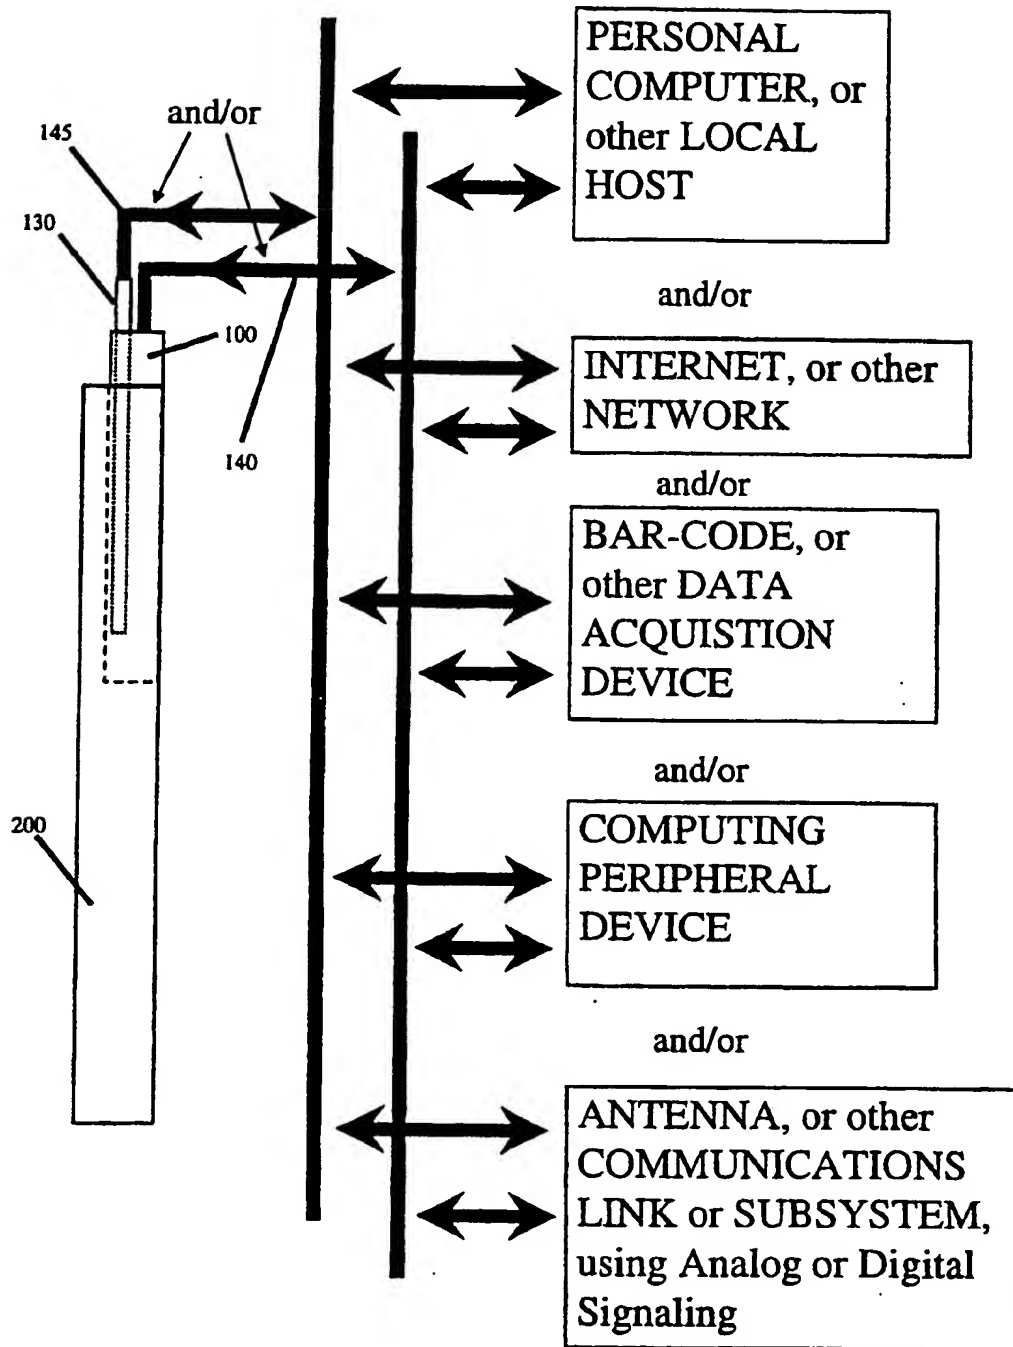 PERSONAL
COMPUTER, or
other LOCAL
HOST
and/or
145
130
100
140
and/or
INTERNET, or other
NETWORK
and/or
BAR-CODE, or
other DATA
ACQUISTION
DEVICE
and/or
200
COMPUTING
PERIPHERAL
DEVICE
and/or
ANTENNA, or other
COMMUNICATIONS
LINK or SUBSYSTEM,
using Analog or Digital
Signaling